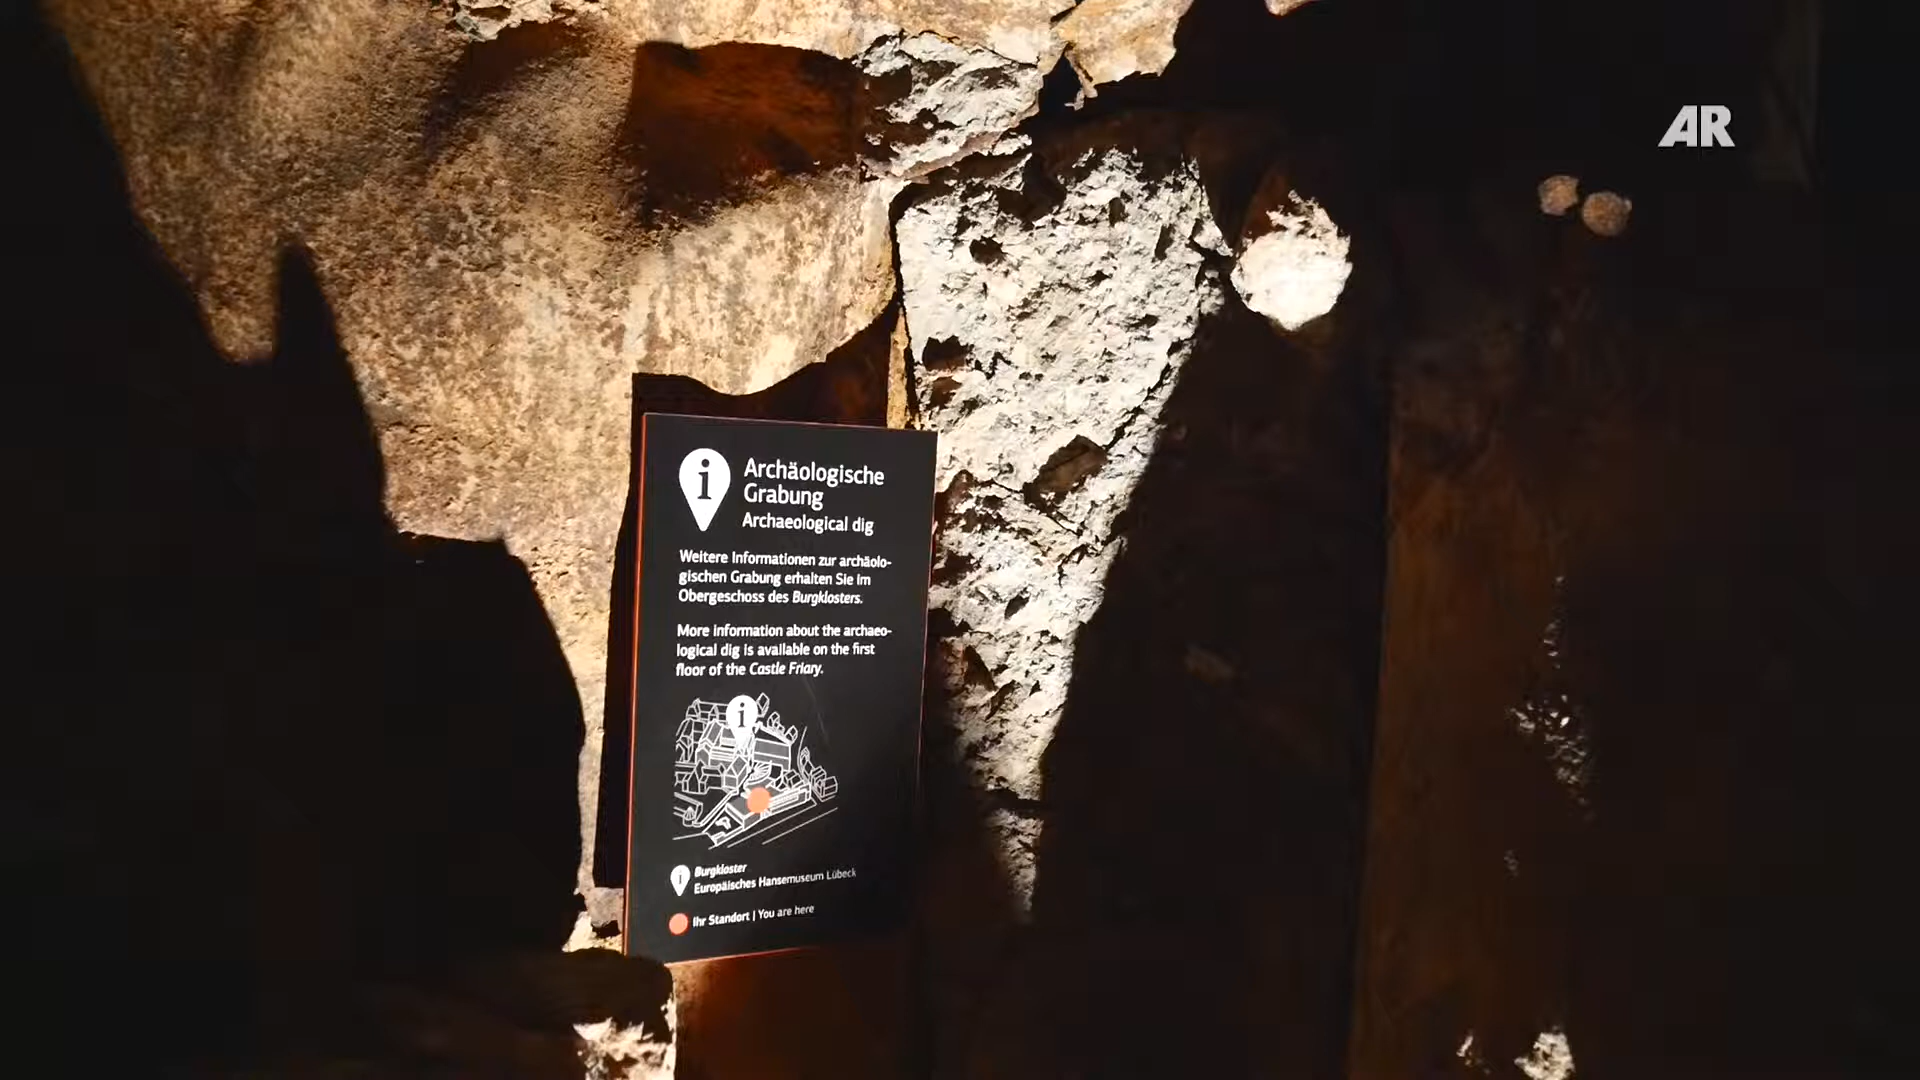 AR
i
Archäologische
Grabung
Archaeological dig
Weitere Informationen zur archäolo-
gischen Grabung erhalten Sie im
Obergeschoss des Burgklosters.
More information about the archaeo-
logical dig is available on the first
floor of the Castle Friary.
i
i Burgkloster
Europäisches Hansemuseum Lübeck
Ihr Standort | You are here